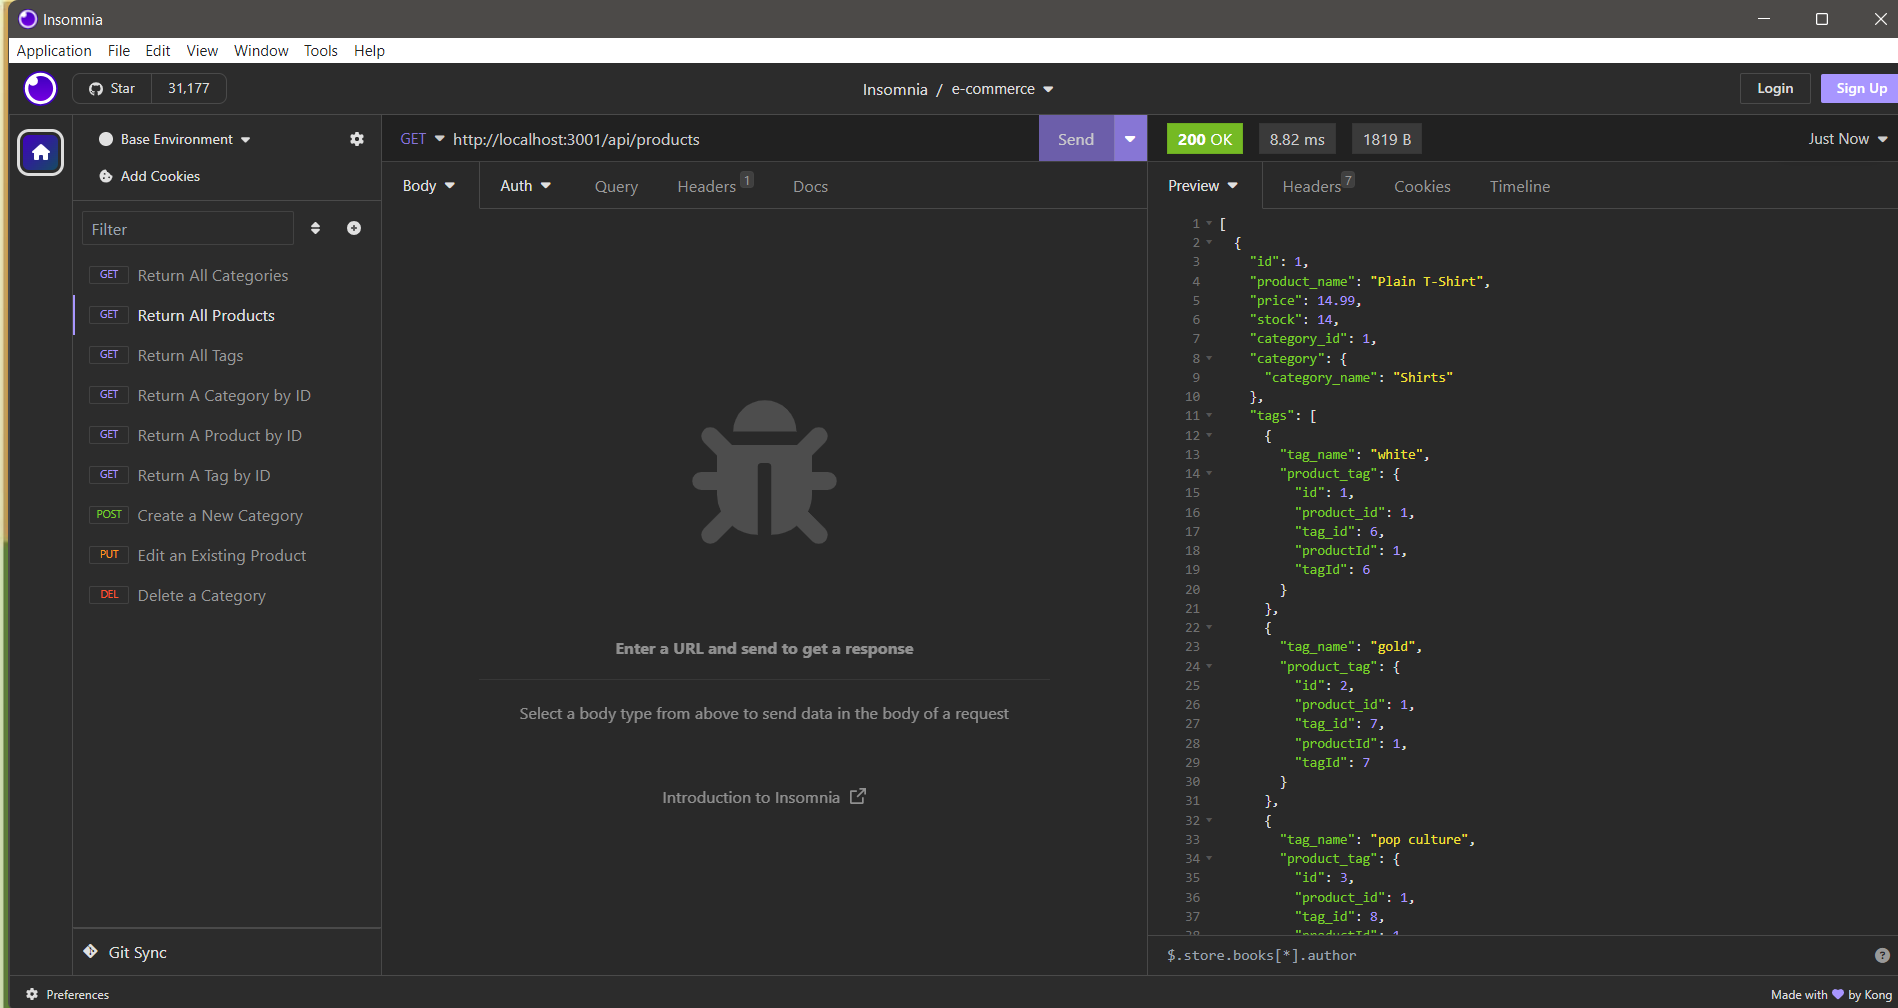 Insomnia
Application File Edit View Window Tools Help
Star 31,177
Insomnia / e-commerce
Login Sign Up
Base Environment
Add Cookies
Filter
GET Return All Categories
GET Return All Products
GET Return All Tags
GET Return A Category by ID
GET Return A Product by ID
GET Return A Tag by ID
POST Create a New Category
PUT Edit an Existing Product
DEL Delete a Category
Git Sync
Preferences
GET http://localhost:3001/api/products Send
Body Auth Query Headers 1 Docs
Enter a URL and send to get a response
Select a body type from above to send data in the body of a request
Introduction to Insomnia
200 OK 8.82 ms 1819 B Just Now
Preview Headers 7 Cookies Timeline
1 [
2 {
3 "id": 1,
4 "product_name": "Plain T-Shirt",
5 "price": 14.99,
6 "stock": 14,
7 "category_id": 1,
8 "category": {
9 "category_name": "Shirts"
10 },
11 "tags": [
12 {
13 "tag_name": "white",
14 "product_tag": {
15 "id": 1,
16 "product_id": 1,
17 "tag_id": 6,
18 "productId": 1,
19 "tagId": 6
20 }
21 },
22 {
23 "tag_name": "gold",
24 "product_tag": {
25 "id": 2,
26 "product_id": 1,
27 "tag_id": 7,
28 "productId": 1,
29 "tagId": 7
30 }
31 },
32 {
33 "tag_name": "pop culture",
34 "product_tag": {
35 "id": 3,
36 "product_id": 1,
37 "tag_id": 8,
38 "productId": 1
$.store.books[*].author
Made with 💜 by Kong